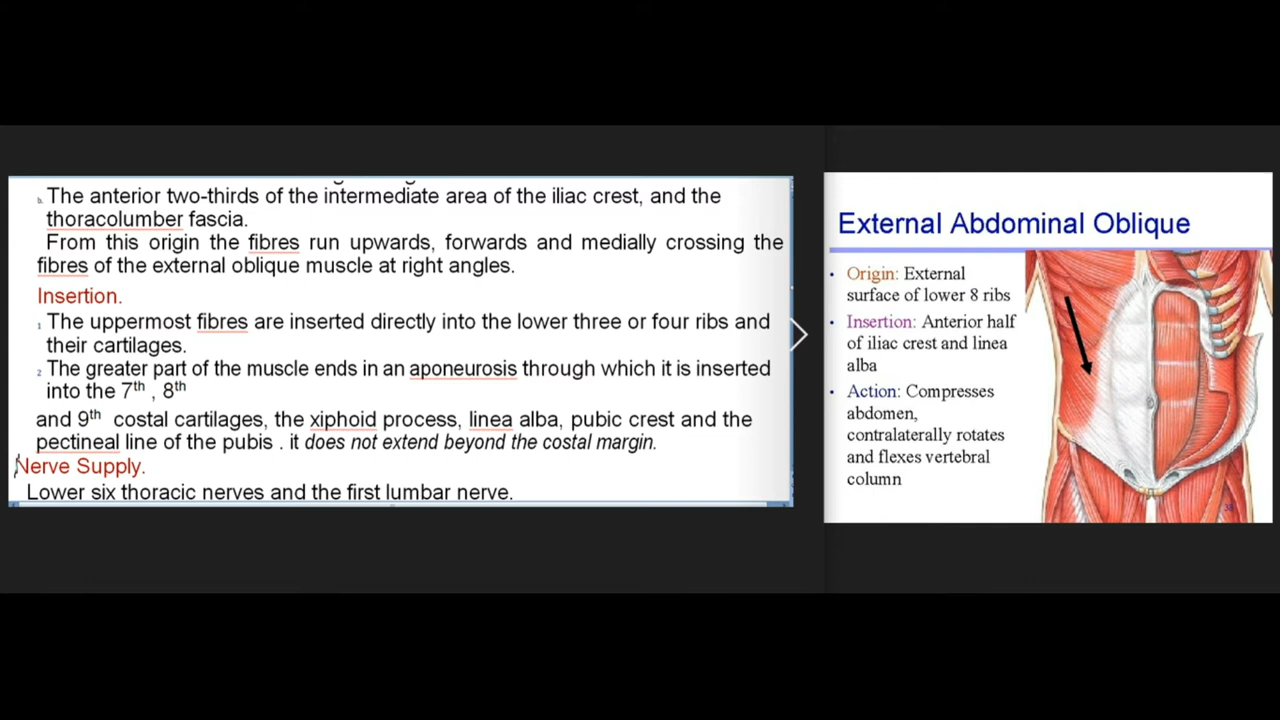 b. The anterior two-thirds of the intermediate area of the iliac crest, and the
thoracolumber fascia.
From this origin the fibres run upwards, forwards and medially crossing the
fibres of the external oblique muscle at right angles.
Insertion.
1 The uppermost fibres are inserted directly into the lower three or four ribs and
their cartilages.
2 The greater part of the muscle ends in an aponeurosis through which it is inserted
into the 7th , 8th
and 9th costal cartilages, the xiphoid process, linea alba, pubic crest and the
pectineal line of the pubis . it does not extend beyond the costal margin.
Nerve Supply.
Lower six thoracic nerves and the first lumbar nerve.
External Abdominal Oblique
• Origin: External
surface of lower 8 ribs
• Insertion: Anterior half
of iliac crest and linea
alba
• Action: Compresses
abdomen,
contralaterally rotates
and flexes vertebral
column